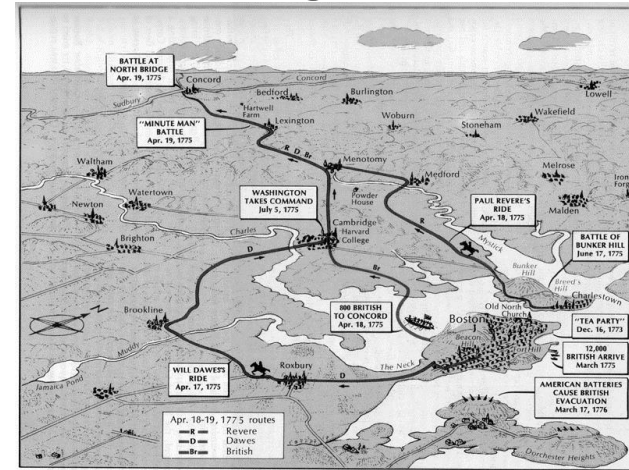 BATTLE AT
NORTH BRIDGE
Apr. 19, 1775
Concord
Concord
Sudbury
Bedford
Burlington
Lowell
Hartwell
Farm
Lexington
"MINUTE MAN"
BATTLE
Apr. 19, 1775
Woburn
Stoneham
Wakefield
R D Br
Menotomy
Medford
Melrose
Malden
Waltham
Watertown
Newton
Brighton
WASHINGTON
TAKES COMMAND
July 5, 1775
Powder
House
Cambridge
Harvard
College
Charles
PAUL REVERE'S
RIDE
Apr. 18, 1775
R
Mystick
BATTLE OF
BUNKER HILL
June 17, 1775
Bunker
Hill
Breed's
Hill
Charlestown
D
Br
800 BRITISH
TO CONCORD
Apr. 18, 1775
Old North
Church
Boston
Beacon
Hill
"TEA PARTY"
Dec. 16, 1773
12,000
BRITISH ARRIVE
March 1775
Brookline
N
Muddy
Jamaica Pond
WILL DAWES'S
RIDE
Apr. 17, 1775
Roxbury
The Neck
D
AMERICAN BATTERIES
CAUSE BRITISH
EVACUATION
March 17, 1776
Dorchester Heights
Apr. 18-19, 1775 routes
R Revere
D Dawes
Br British